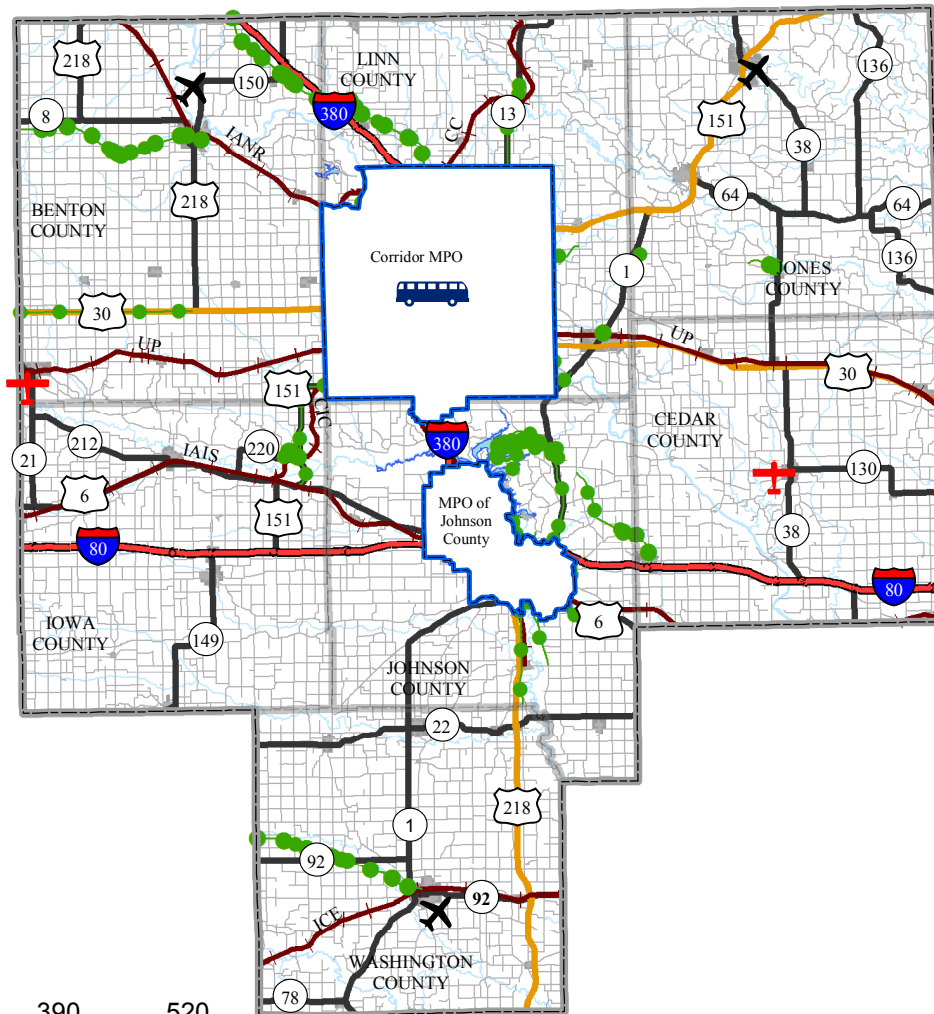 218
150
LINN
COUNTY
13
136
8
380
CC
151
38
IANR
218
64
64
BENTON
COUNTY
Corridor MPO
1
136
JONES
COUNTY
30
UP
UP
30
151
CIC
CEDAR
COUNTY
212
220
380
21
IAIS
130
6
MPO of
Johnson
County
151
80
38
80
IOWA
COUNTY
149
6
JOHNSON
COUNTY
22
218
1
92
92
ICE
WASHINGTON
COUNTY
78
390 520